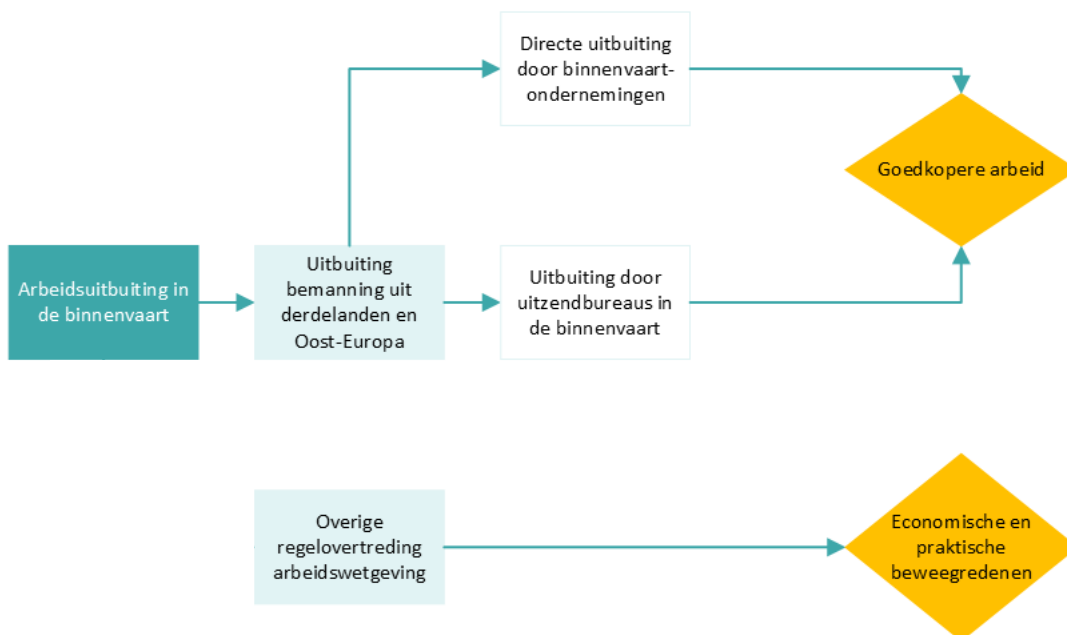 Directe uitbuiting
door binnenvaart-
ondernemingen
Goedkopere arbeid
Arbeidsuitbuiting in
de binnenvaart
Uitbuiting
bemanning uit
derdelanden en
Oost-Europa
Uitbuiting door
uitzendbureaus in
de binnenvaart
Overige
regelovertreding
arbeidswetgeving
Economische en
praktische
beweegredenen